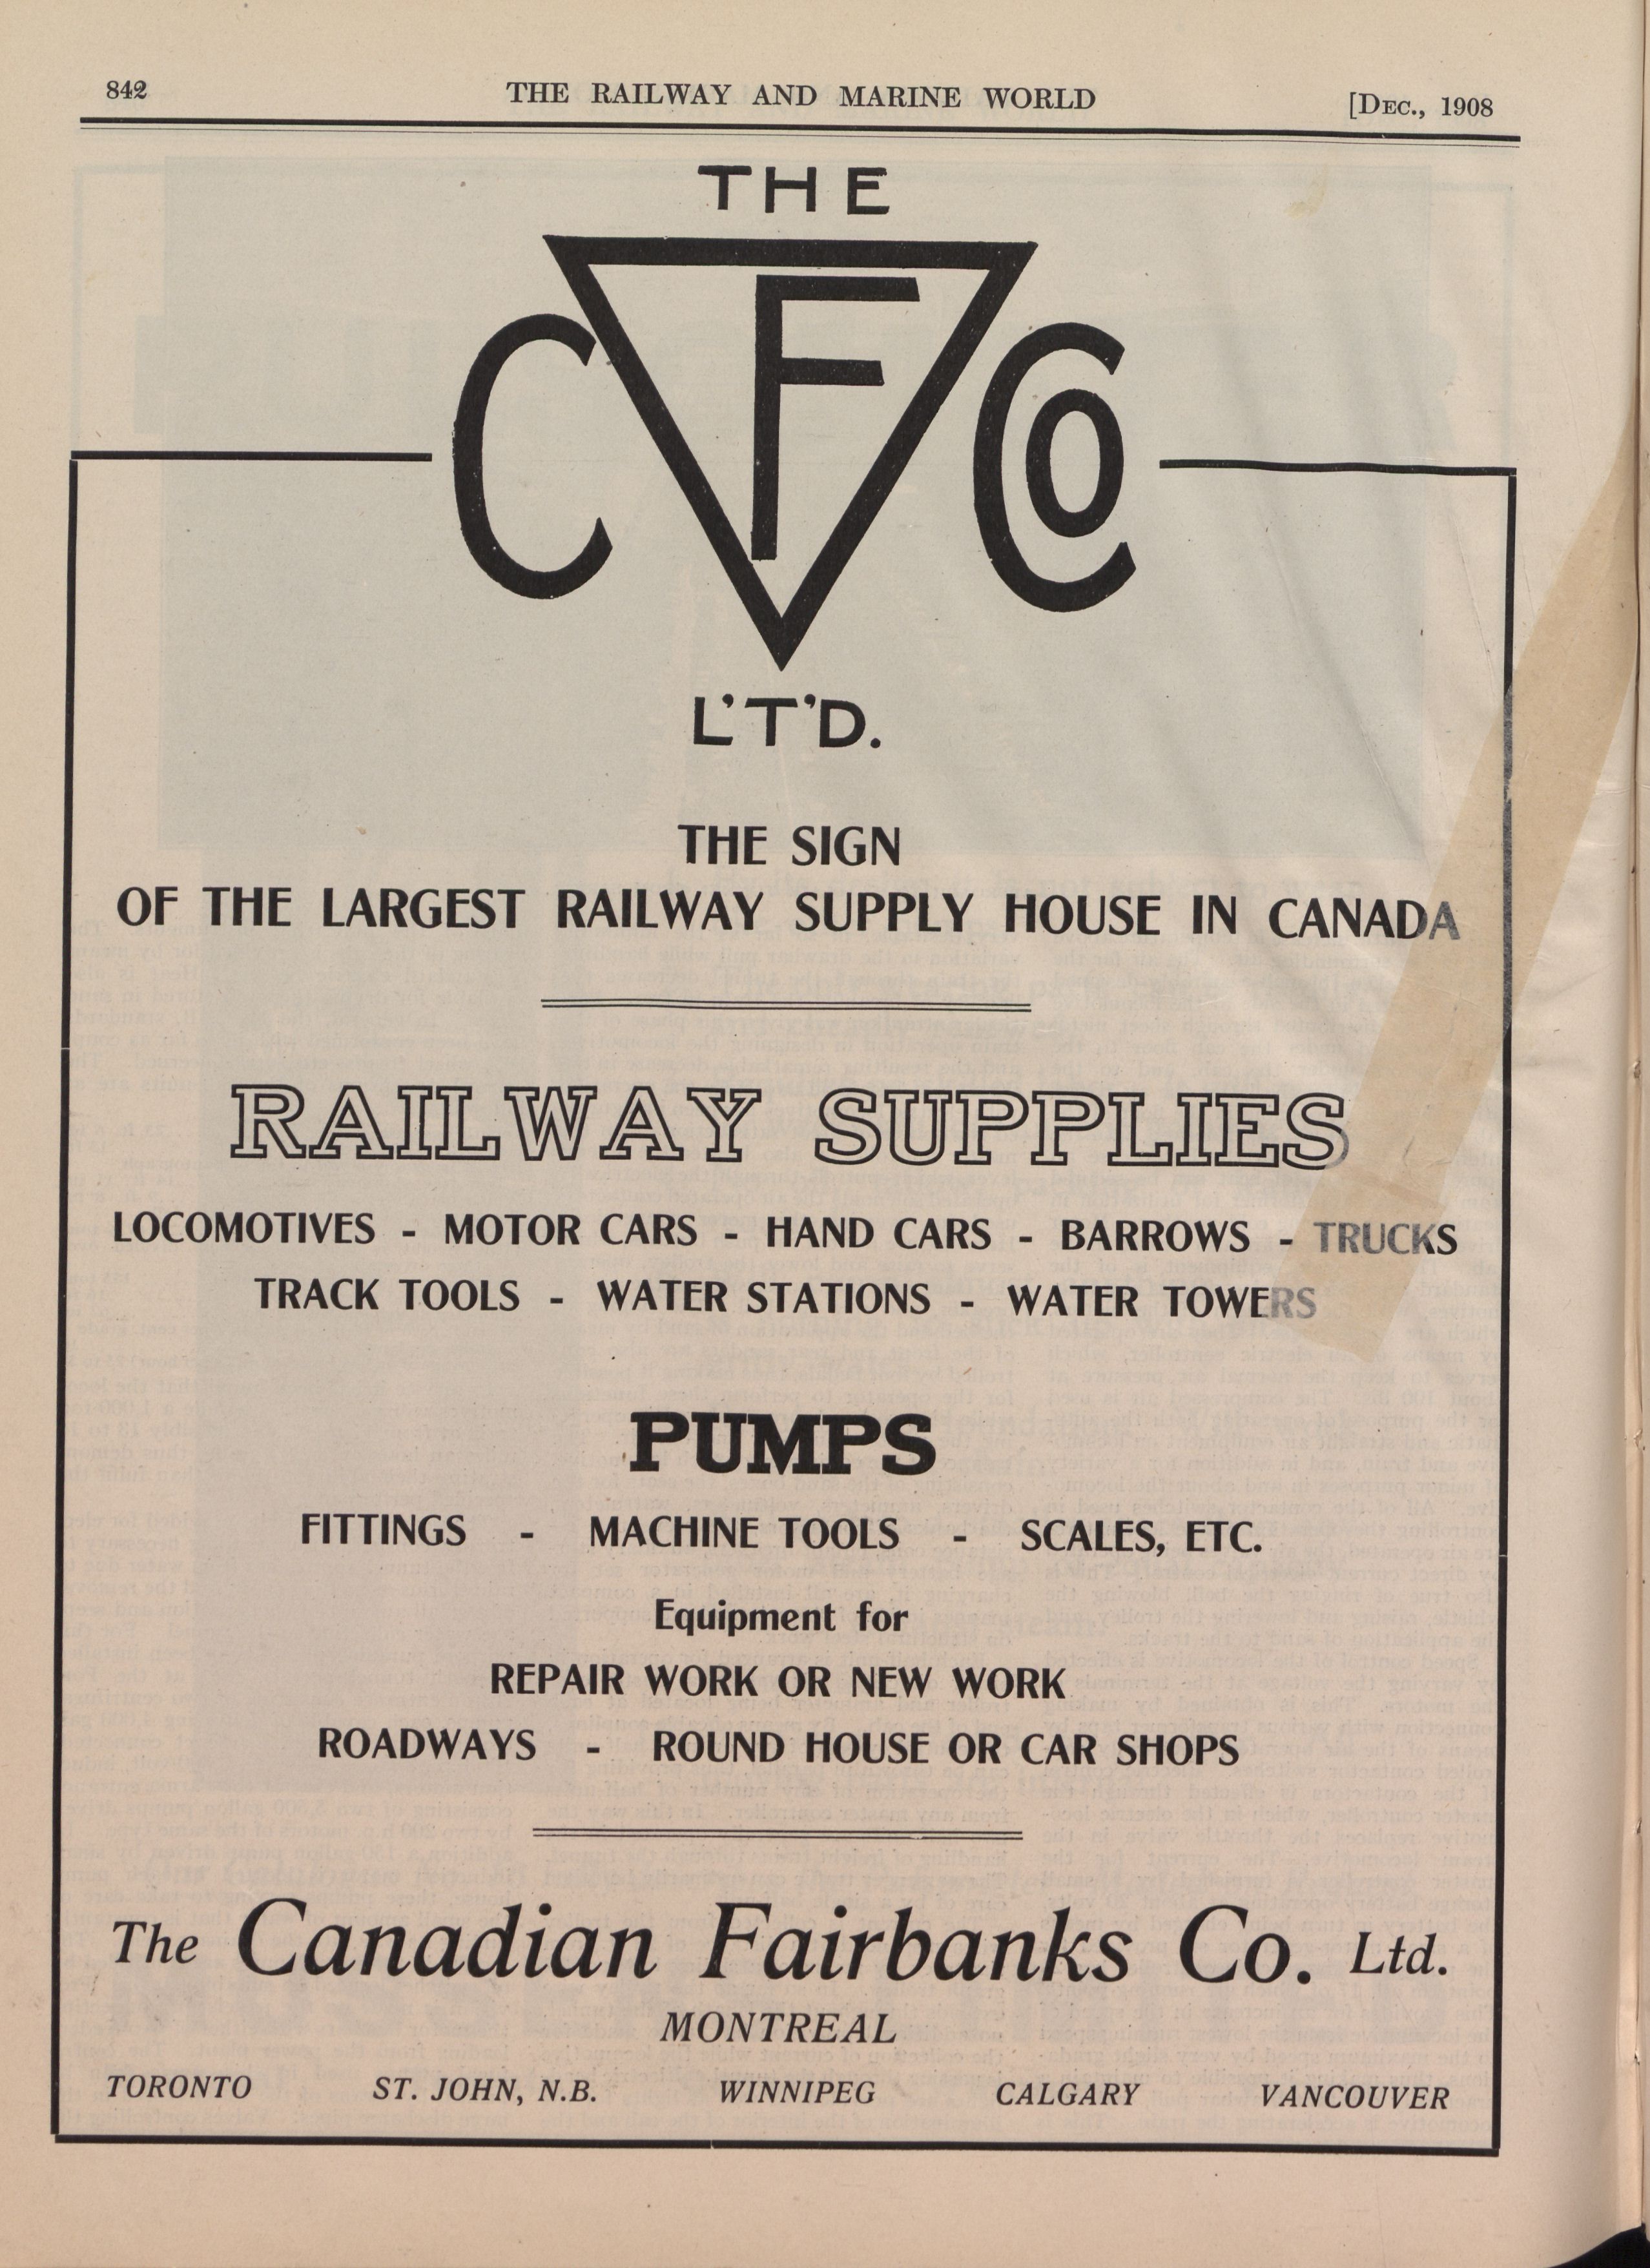 842 THE RAILWAY AND MARINE WORLD [DEC., 1908
THE
C F Co
L'T'D.
THE SIGN
OF THE LARGEST RAILWAY SUPPLY HOUSE IN CANADA
RAILWAY SUPPLIES
LOCOMOTIVES - MOTOR CARS - HAND CARS - BARROWS - TRUCKS
TRACK TOOLS - WATER STATIONS - WATER TOWERS
PUMPS
FITTINGS - MACHINE TOOLS - SCALES, ETC.
Equipment for
REPAIR WORK OR NEW WORK
ROADWAYS - ROUND HOUSE OR CAR SHOPS
The Canadian Fairbanks Co. Ltd.
MONTREAL
TORONTO ST. JOHN, N.B. WINNIPEG CALGARY VANCOUVER